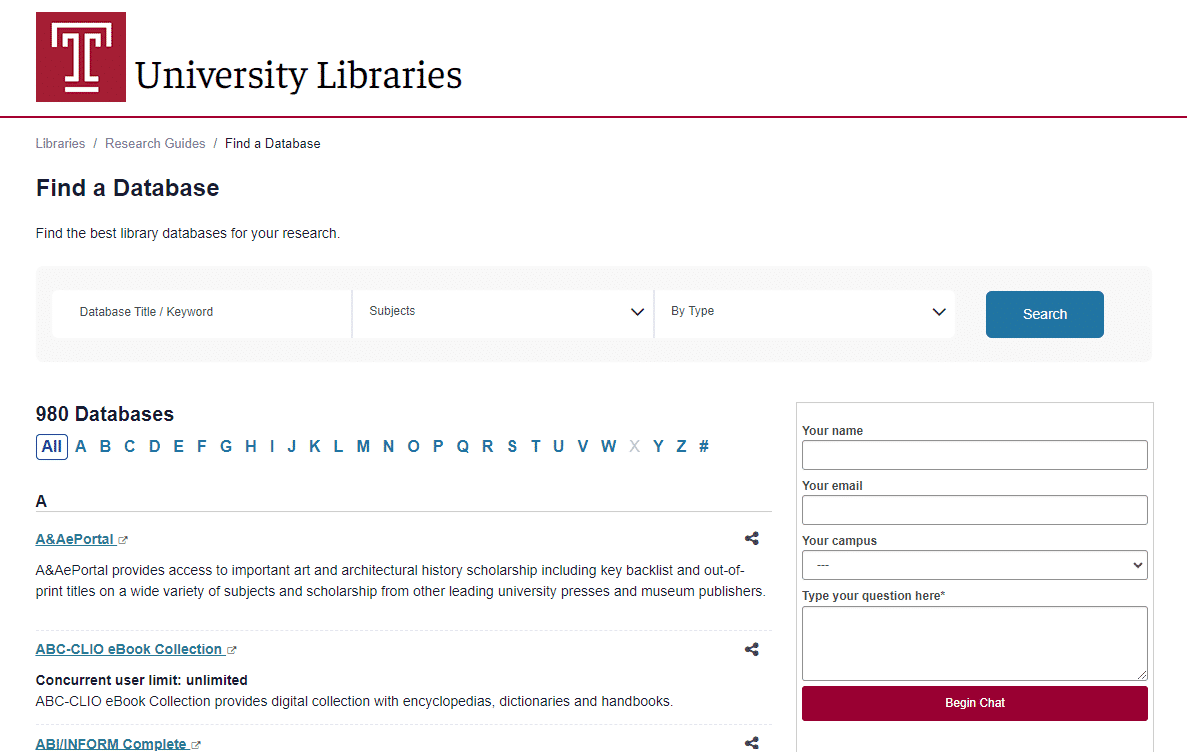 T University Libraries
Libraries / Research Guides / Find a Database
Find a Database
Find the best library databases for your research.
Database Title / Keyword
Subjects
By Type
Search
980 Databases
All A B C D E F G H I J K L M N O P Q R S T U V W X Y Z #
A
A&AePortal
A&AePortal provides access to important art and architectural history scholarship including key backlist and out-of-
print titles on a wide variety of subjects and scholarship from other leading university presses and museum publishers.
ABC-CLIO eBook Collection
Concurrent user limit: unlimited
ABC-CLIO eBook Collection provides digital collection with encyclopedias, dictionaries and handbooks.
ABI/INFORM Complete
Your name
Your email
Your campus
---
Type your question here*
Begin Chat